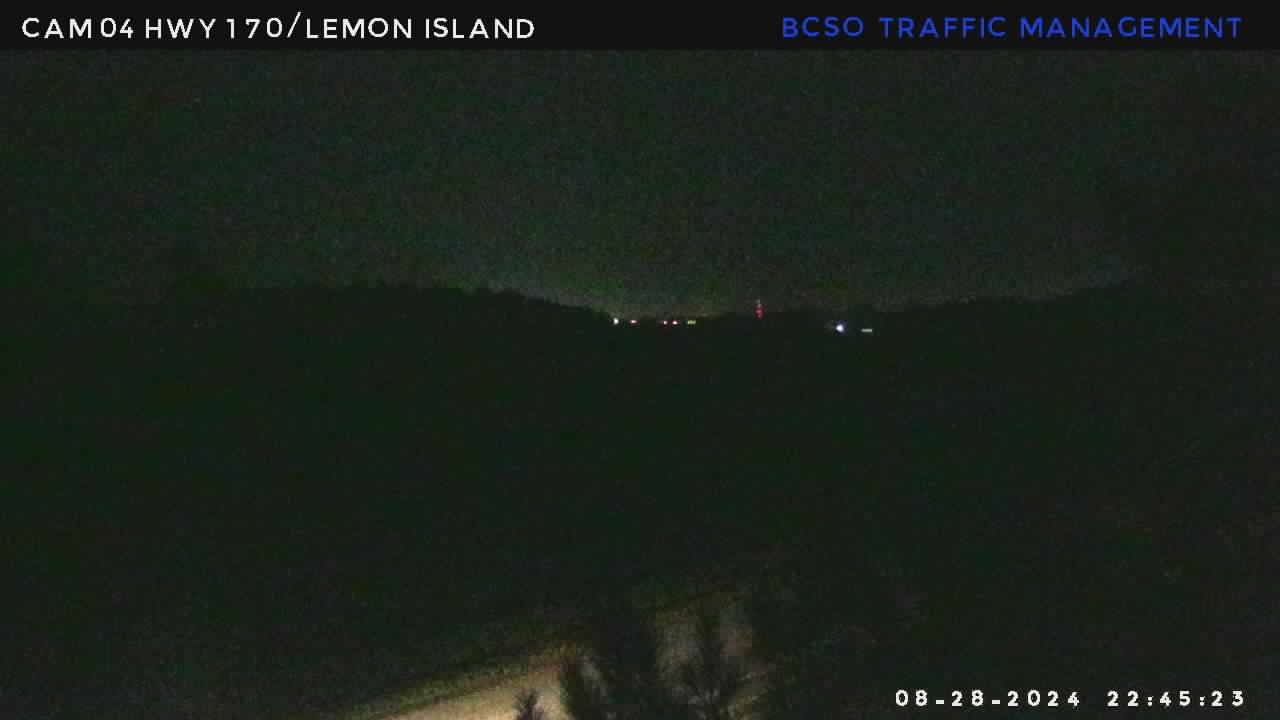 CAM04 HWY 170/LEMON ISLAND
BCSO TRAFFIC MANAGEMENT
08-28-2024 22:45:23